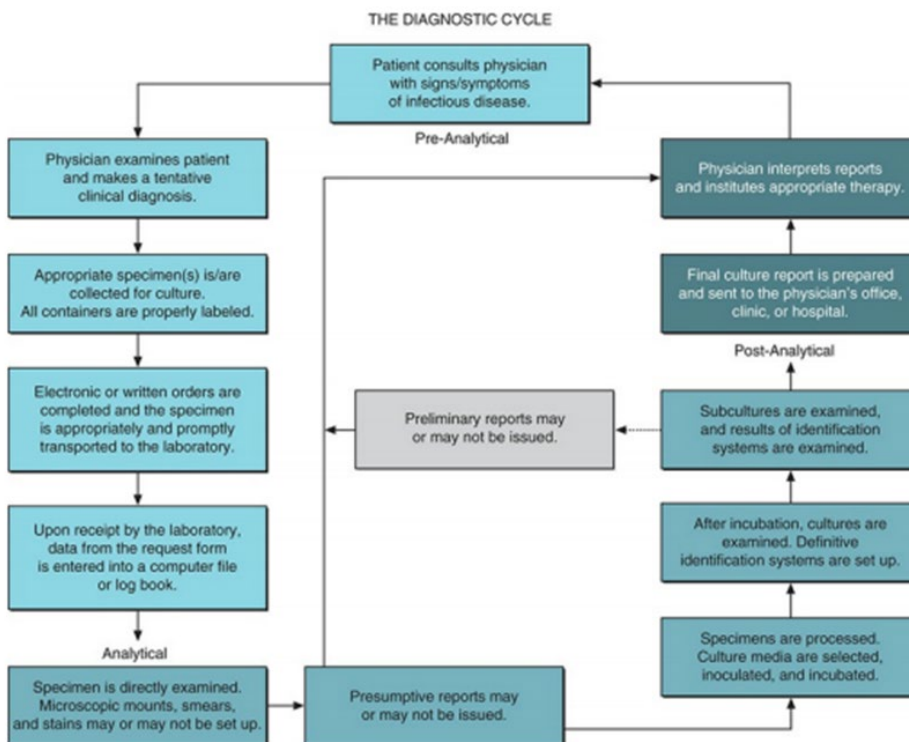 THE DIAGNOSTIC CYCLE
Patient consults physician
with signs/symptoms
of infectious disease.
Pre-Analytical
Physician examines patient
and makes a tentative
clinical diagnosis.
Appropriate specimen(s) is/are
collected for culture.
All containers are properly labeled.
Electronic or written orders are
completed and the specimen
is appropriately and promptly
transported to the laboratory.
Upon receipt by the laboratory,
data from the request form
is entered into a computer file
or log book.
Analytical
Specimen is directly examined.
Microscopic mounts, smears,
and stains may or may not be set up.
Presumptive reports may
or may not be issued.
Specimens are processed.
Culture media are selected,
inoculated, and incubated.
After incubation, cultures are
examined. Definitive
identification systems are set up.
Subcultures are examined,
and results of identification
systems are examined.
Preliminary reports may
or may not be issued.
Post-Analytical
Final culture report is prepared
and sent to the physician's office,
clinic, or hospital.
Physician interprets reports
and institutes appropriate therapy.